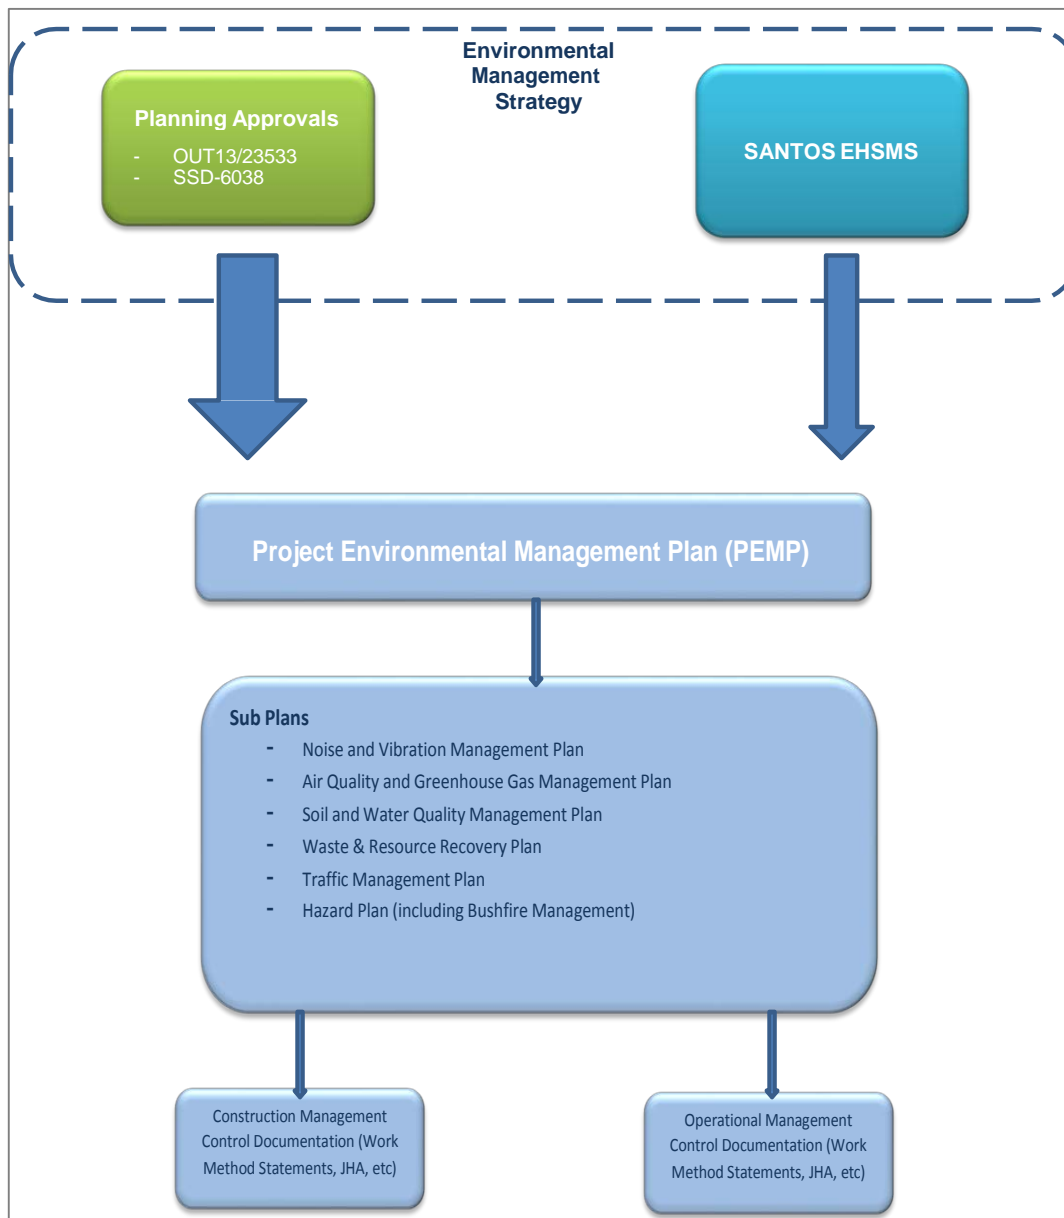 Environmental
Management
Strategy
Planning Approvals
- OUT13/23533
- SSD-6038
SANTOS EHSMS
Project Environmental Management Plan (PEMP)
Sub Plans
- Noise and Vibration Management Plan
- Air Quality and Greenhouse Gas Management Plan
- Soil and Water Quality Management Plan
- Waste & Resource Recovery Plan
- Traffic Management Plan
- Hazard Plan (including Bushfire Management)
Construction Management
Control Documentation (Work
Method Statements, JHA, etc)
Operational Management
Control Documentation (Work
Method Statements, JHA, etc)